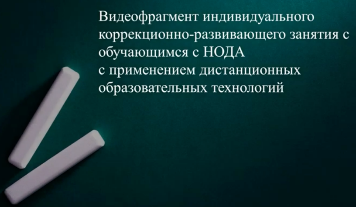 Видеофрагмент индивидуального
коррекционно-развивающего занятия с
обучающимся с НОДА
с применением дистанционных
образовательных технологий